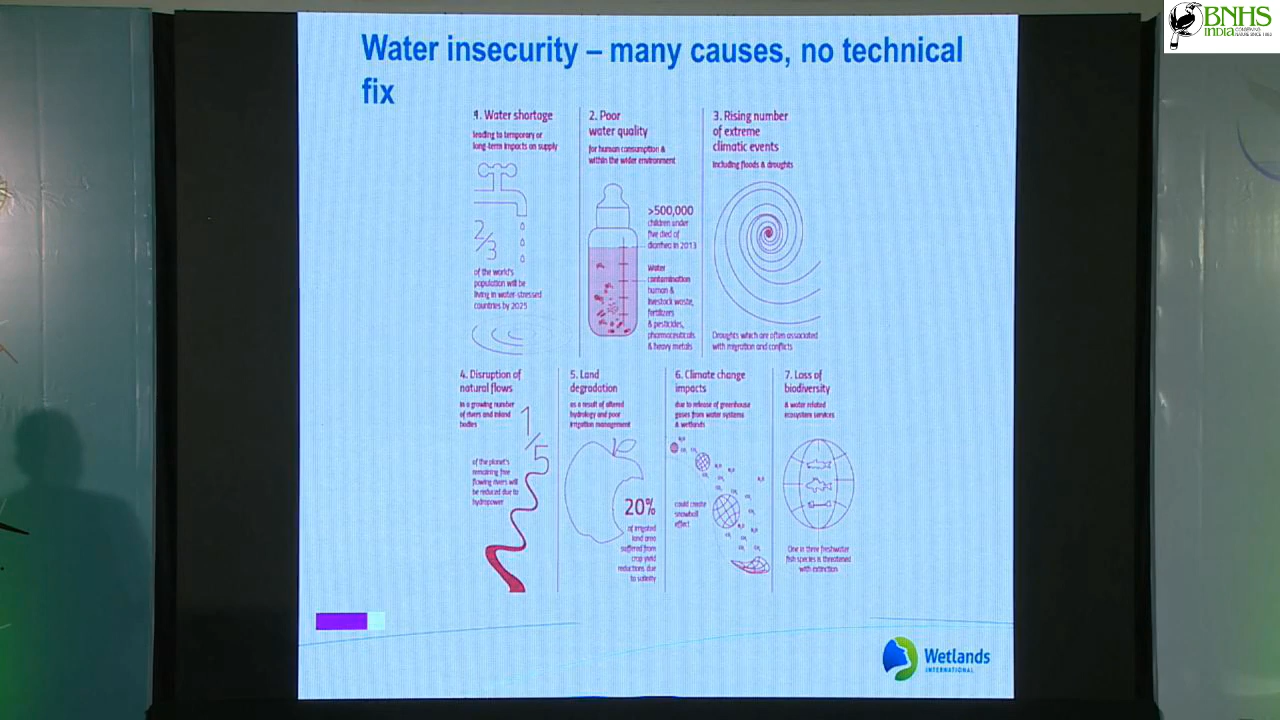 Water insecurity – many causes, no technical
fix
1. Water shortage
leading to temporary or
long-term impacts on supply
2/3
of the world's
population will be
living in water-stressed
countries by 2025
2. Poor
water quality
for human consumption &
within the wider environment
>500,000
children under
five died of
diarrhea in 2013
Water
contamination
human &
livestock waste,
fertilizers
& pesticides,
pharmaceuticals
& heavy metals
3. Rising number
of extreme
climatic events
including floods & droughts
Droughts which are often associated
with migration and conflicts
4. Disruption of
natural flows
in a growing number
of rivers and inland
bodies
1/5
of the planet's
remaining free
flowing rivers will
be reduced due to
hydropower
5. Land
degradation
as a result of altered
hydrology and poor
irrigation management
20%
of irrigated
land area
suffered from
crop yield
reductions due
to salinity
6. Climate change
impacts
due to release of greenhouse
gases from water systems
& wetlands
could create
snowball
effect
7. Loss of
biodiversity
& water related
ecosystem services
One in three freshwater
fish species is threatened
with extinction
Wetlands
INTERNATIONAL
BNHS
India